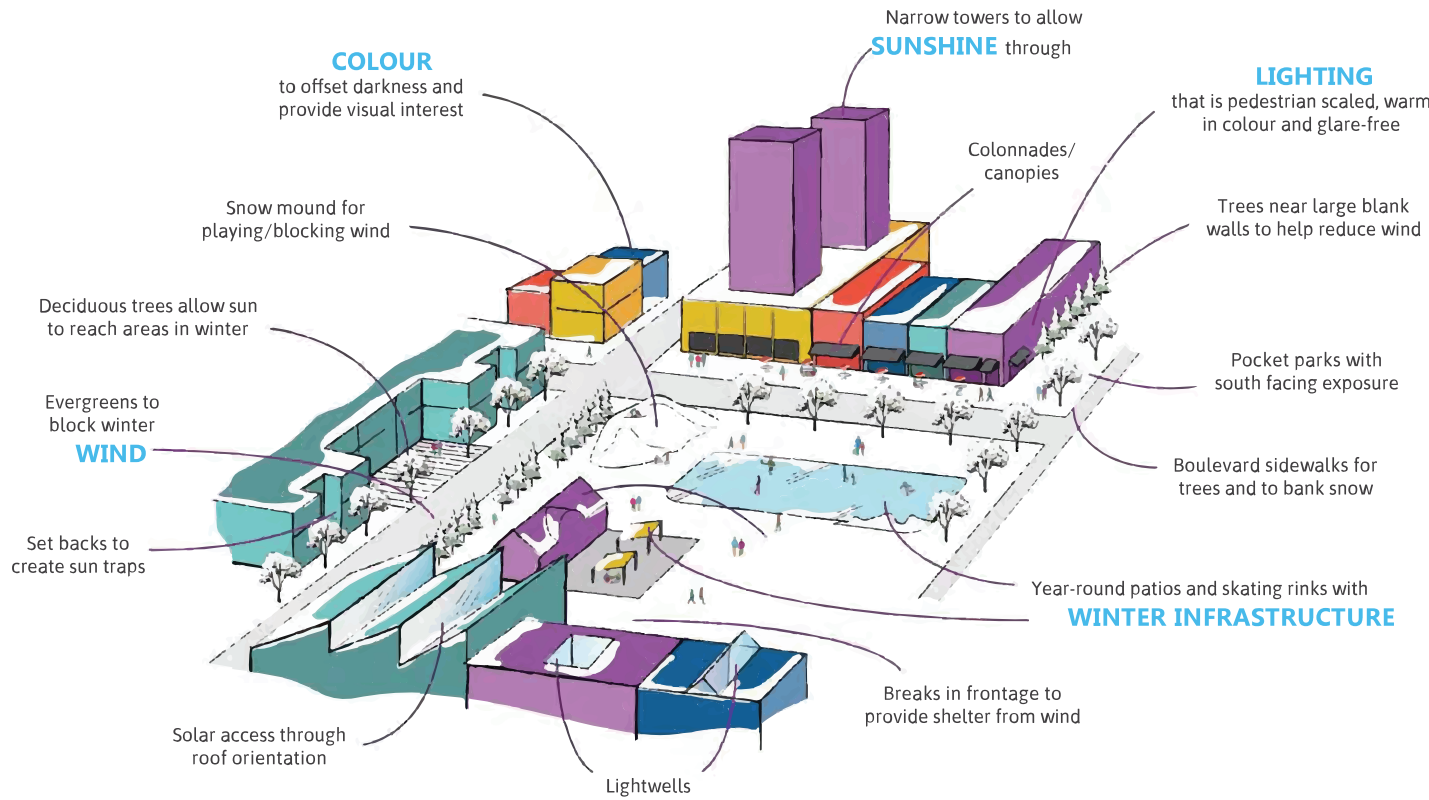 Narrow towers to allow
SUNSHINE through
COLOUR
to offset darkness and
provide visual interest
LIGHTING
that is pedestrian scaled, warm
in colour and glare-free
Colonnades/
canopies
Snow mound for
playing/blocking wind
Trees near large blank
walls to help reduce wind
Deciduous trees allow sun
to reach areas in winter
Pocket parks with
south facing exposure
Evergreens to
block winter
WIND
Boulevard sidewalks for
trees and to bank snow
Set backs to
create sun traps
Year-round patios and skating rinks with
WINTER INFRASTRUCTURE
Breaks in frontage to
provide shelter from wind
Solar access through
roof orientation
Lightwells